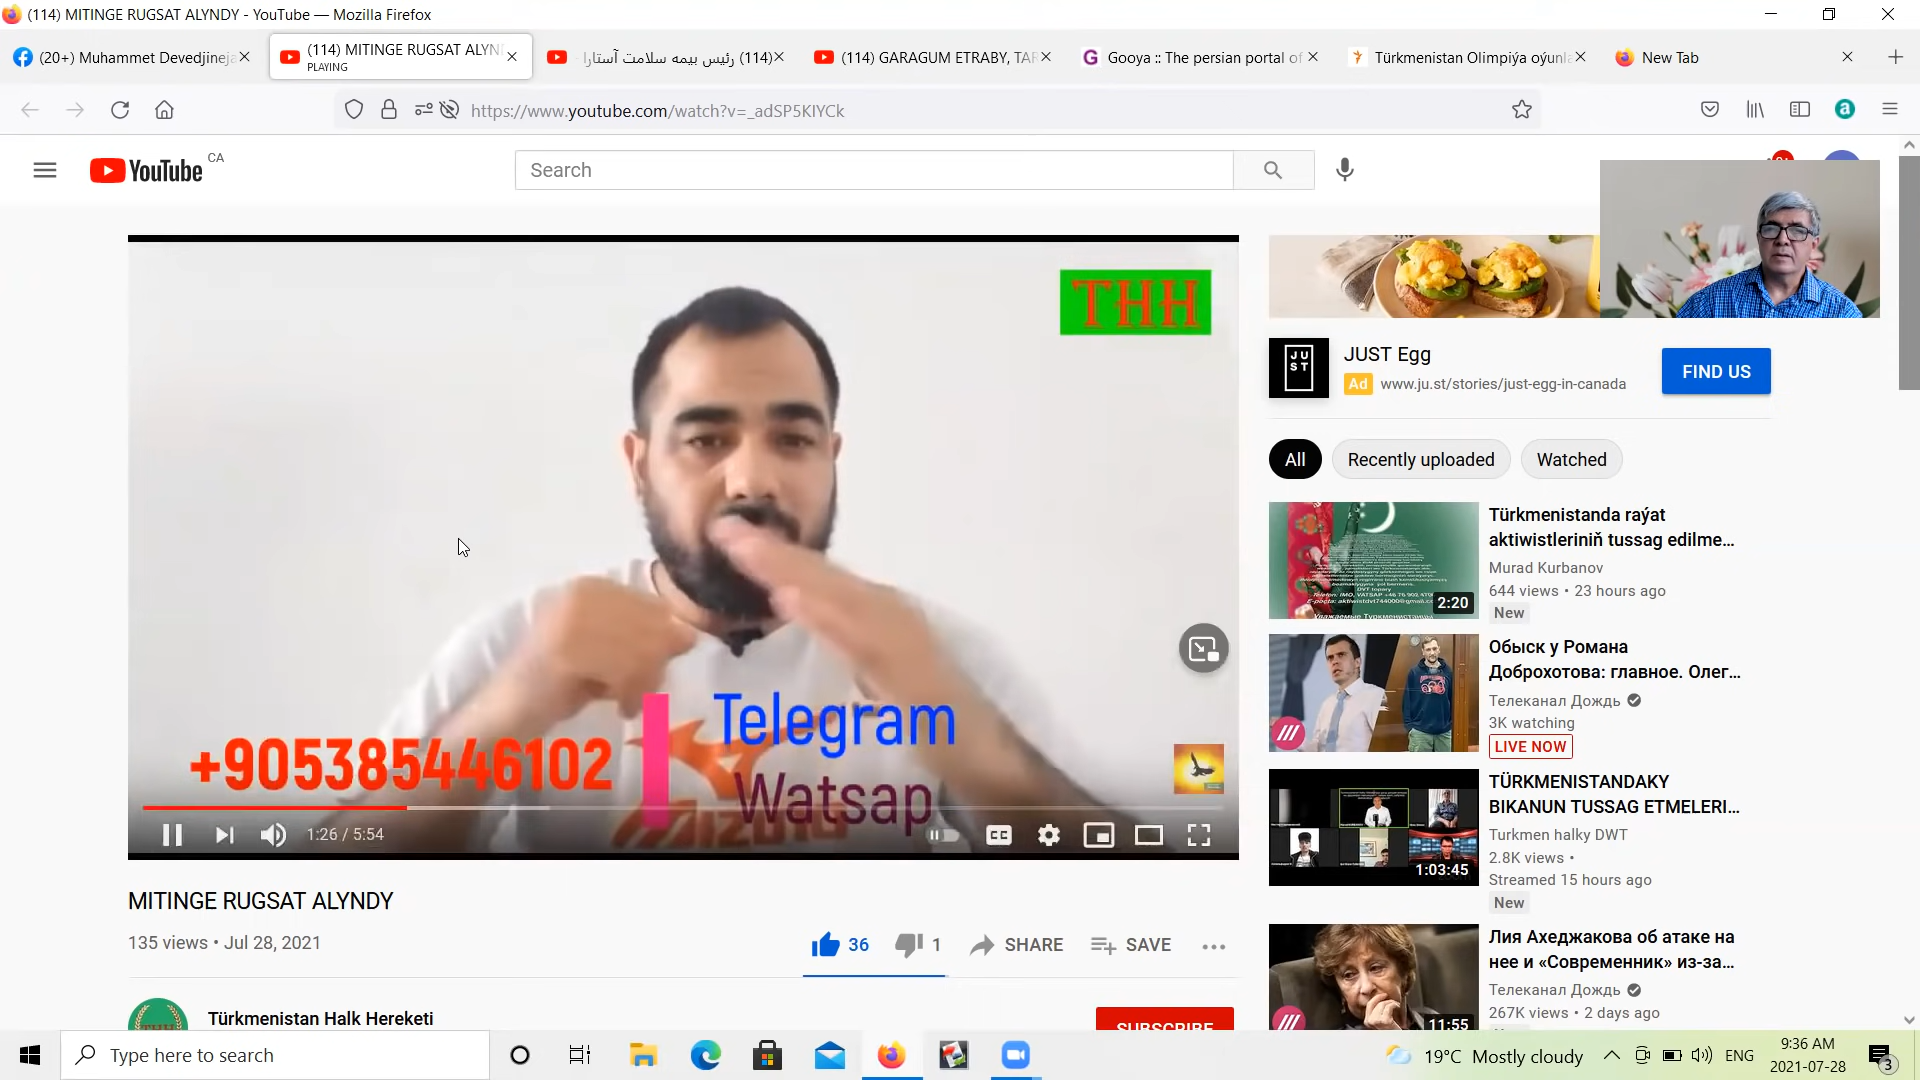 (114) MITINGE RUGSAT ALYNDY - YouTube — Mozilla Firefox
(20+) Muhammet Devedjineja
(114) MITINGE RUGSAT ALYN
PLAYING
(114) رئیس بیمه سلامت آستارا
(114) GARAGUM ETRABY, TAR
Gooya :: The persian portal of
Türkmenistan Olimpiýa oýunla
New Tab
https://www.youtube.com/watch?v=_adSP5KIYCk
YouTube CA
Search
THH
JUST
JUST Egg
Ad www.ju.st/stories/just-egg-in-canada
FIND US
All
Recently uploaded
Watched
Türkmenistanda raýat
aktiwistleriniň tussag edilme...
Murad Kurbanov
644 views • 23 hours ago
New
2:20
Обыск у Романа
Доброхотова: главное. Олег...
Телеканал Дождь
3K watching
LIVE NOW
TÜRKMENISTANDAKY
BIKANUN TUSSAG ETMELERI...
Turkmen halky DWT
2.8K views •
Streamed 15 hours ago
New
1:03:45
Лия Ахеджакова об атаке на
нее и «Современник» из-за...
Телеканал Дождь
267K views • 2 days ago
11:55
Telegram
+905385446102
Watsap
1:26 / 5:54
CC
MITINGE RUGSAT ALYNDY
135 views • Jul 28, 2021
36
1
SHARE
SAVE
Türkmenistan Halk Hereketi
SUBSCRIBE
Type here to search
19°C Mostly cloudy
ENG
9:36 AM
2021-07-28
3